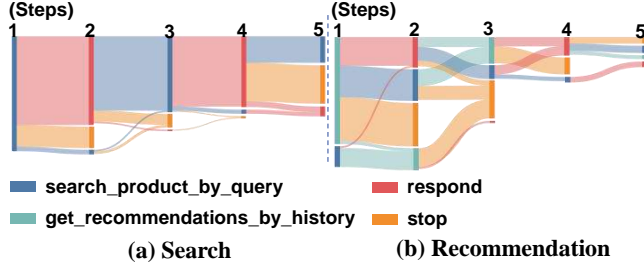 (Steps) (Steps)
1 2 3 4 5 1 2 3 4 5
search_product_by_query respond
get_recommendations_by_history stop
(a) Search (b) Recommendation